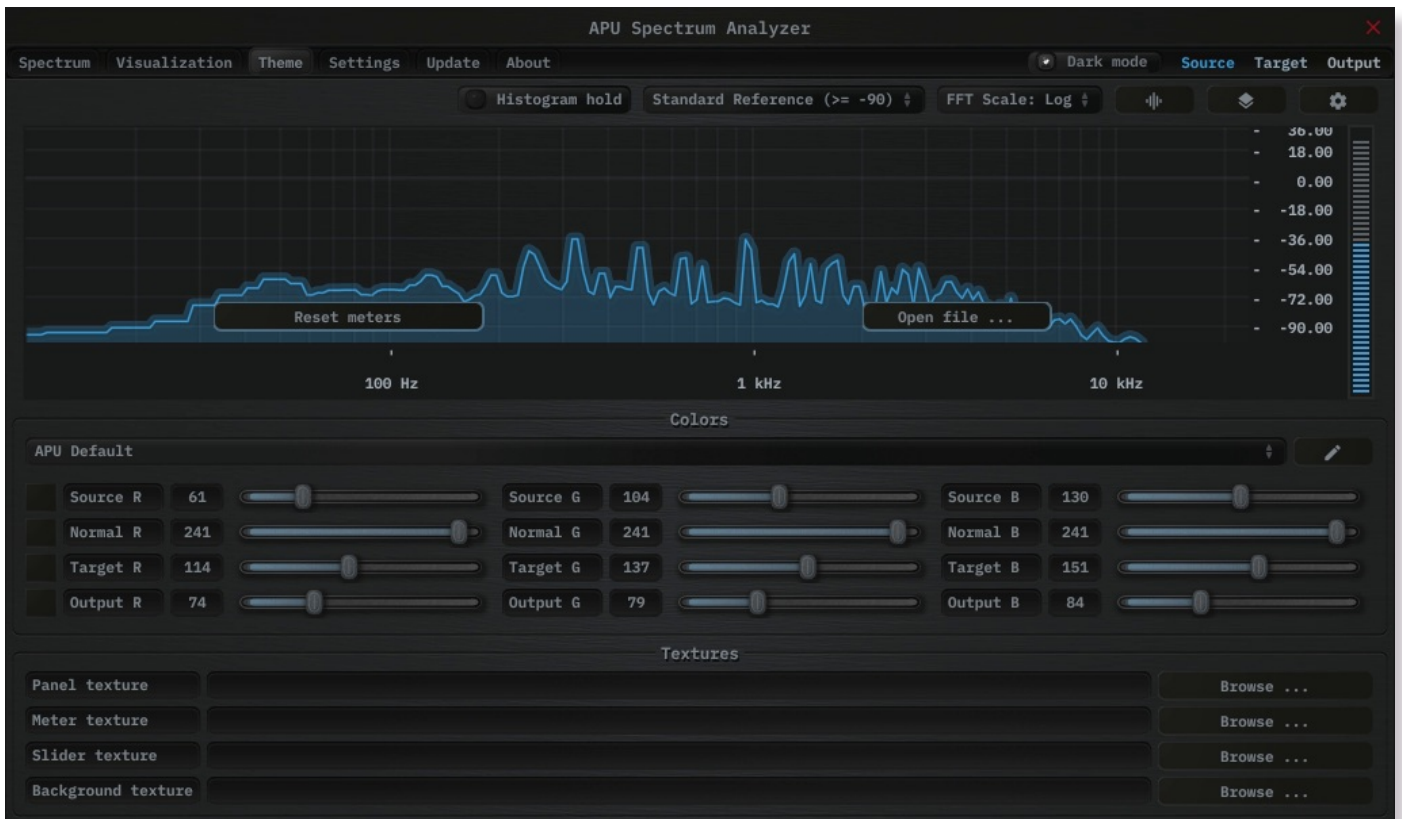 APU Spectrum Analyzer
Spectrum Visualization Theme Settings Update About Dark mode Source Target Output
Histogram hold Standard Reference (>= -90) FFT Scale: Log
36.00
- 18.00
- 0.00
- -18.00
- -36.00
- -54.00
- -72.00
- -90.00
Reset meters Open file ...
100 Hz 1 kHz 10 kHz
Colors
APU Default
Source R 61 Source G 104 Source B 130
Normal R 241 Normal G 241 Normal B 241
Target R 114 Target G 137 Target B 151
Output R 74 Output G 79 Output B 84
Textures
Panel texture Browse ...
Meter texture Browse ...
Slider texture Browse ...
Background texture Browse ...